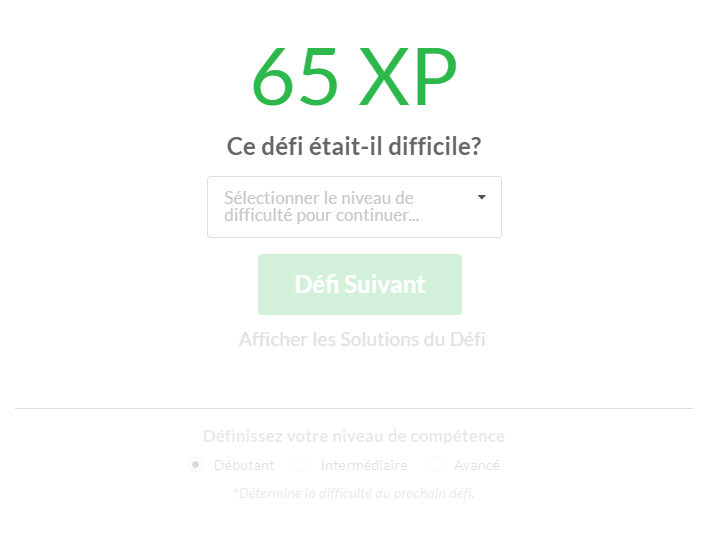 65 XP
Ce défi était-il difficile?
Sélectionner le niveau de
difficulté pour continuer...
Défi Suivant
Afficher les Solutions du Défi
Définissez votre niveau de compétence
Débutant Intermédiaire Avancé
*Détermine la difficulté du prochain défi.